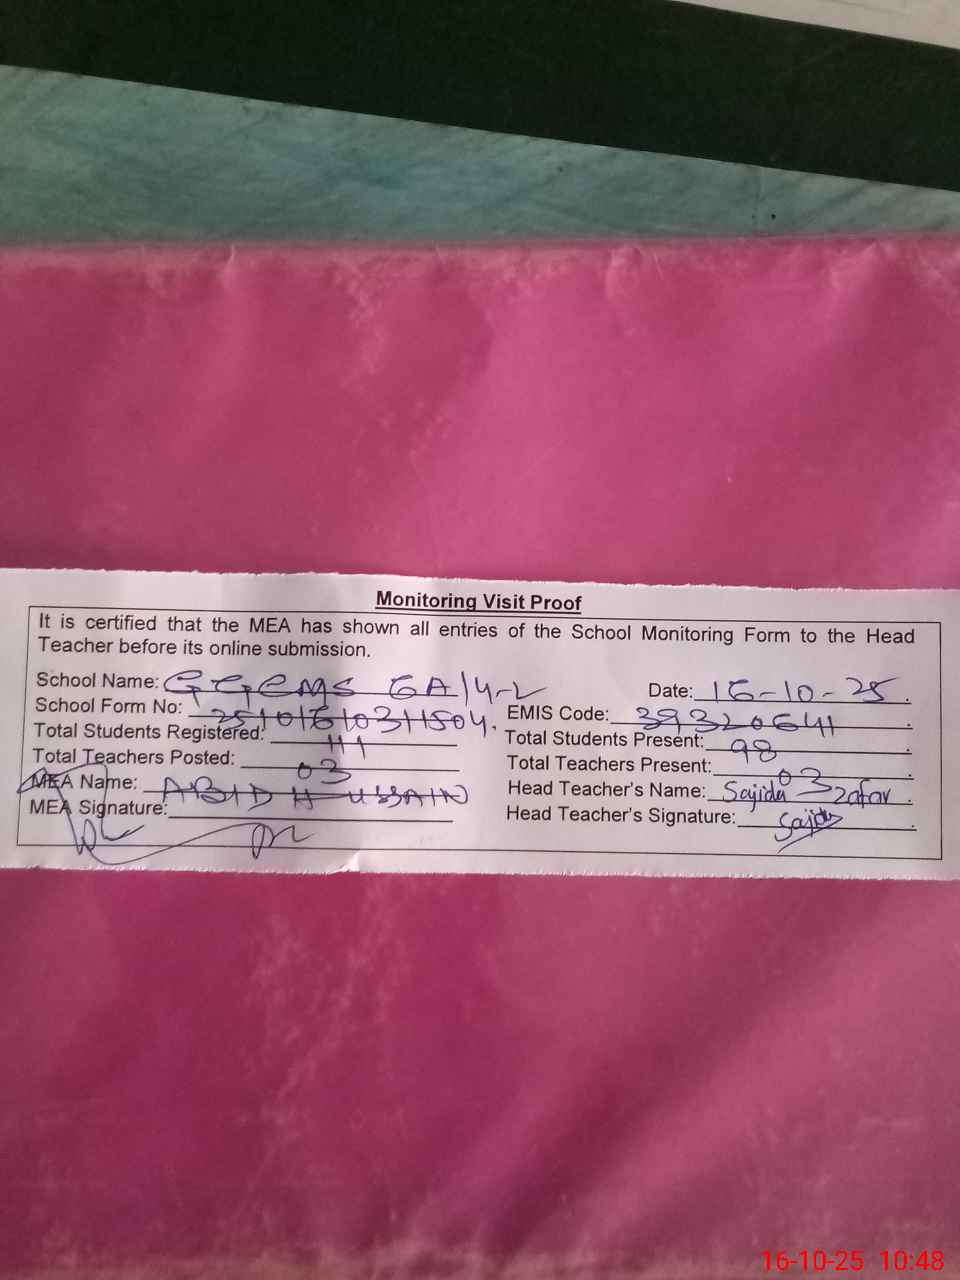 Monitoring Visit Proof
It is certified that the MEA has shown all entries of the School Monitoring Form to the Head
Teacher before its online submission.
School Name: GGEMS 6A/4-L Date: 16-10-25.
School Form No: EMIS Code: 39320641.
Total Students Registered: 111 Total Students Present: 98.
Total Teachers Posted: 03 Total Teachers Present: 03.
MEA Name: ABID HUSSAIN Head Teacher's Name: Sajida Zafar.
MEA Signature: Head Teacher's Signature: Sajida.
16-10-25 10:48